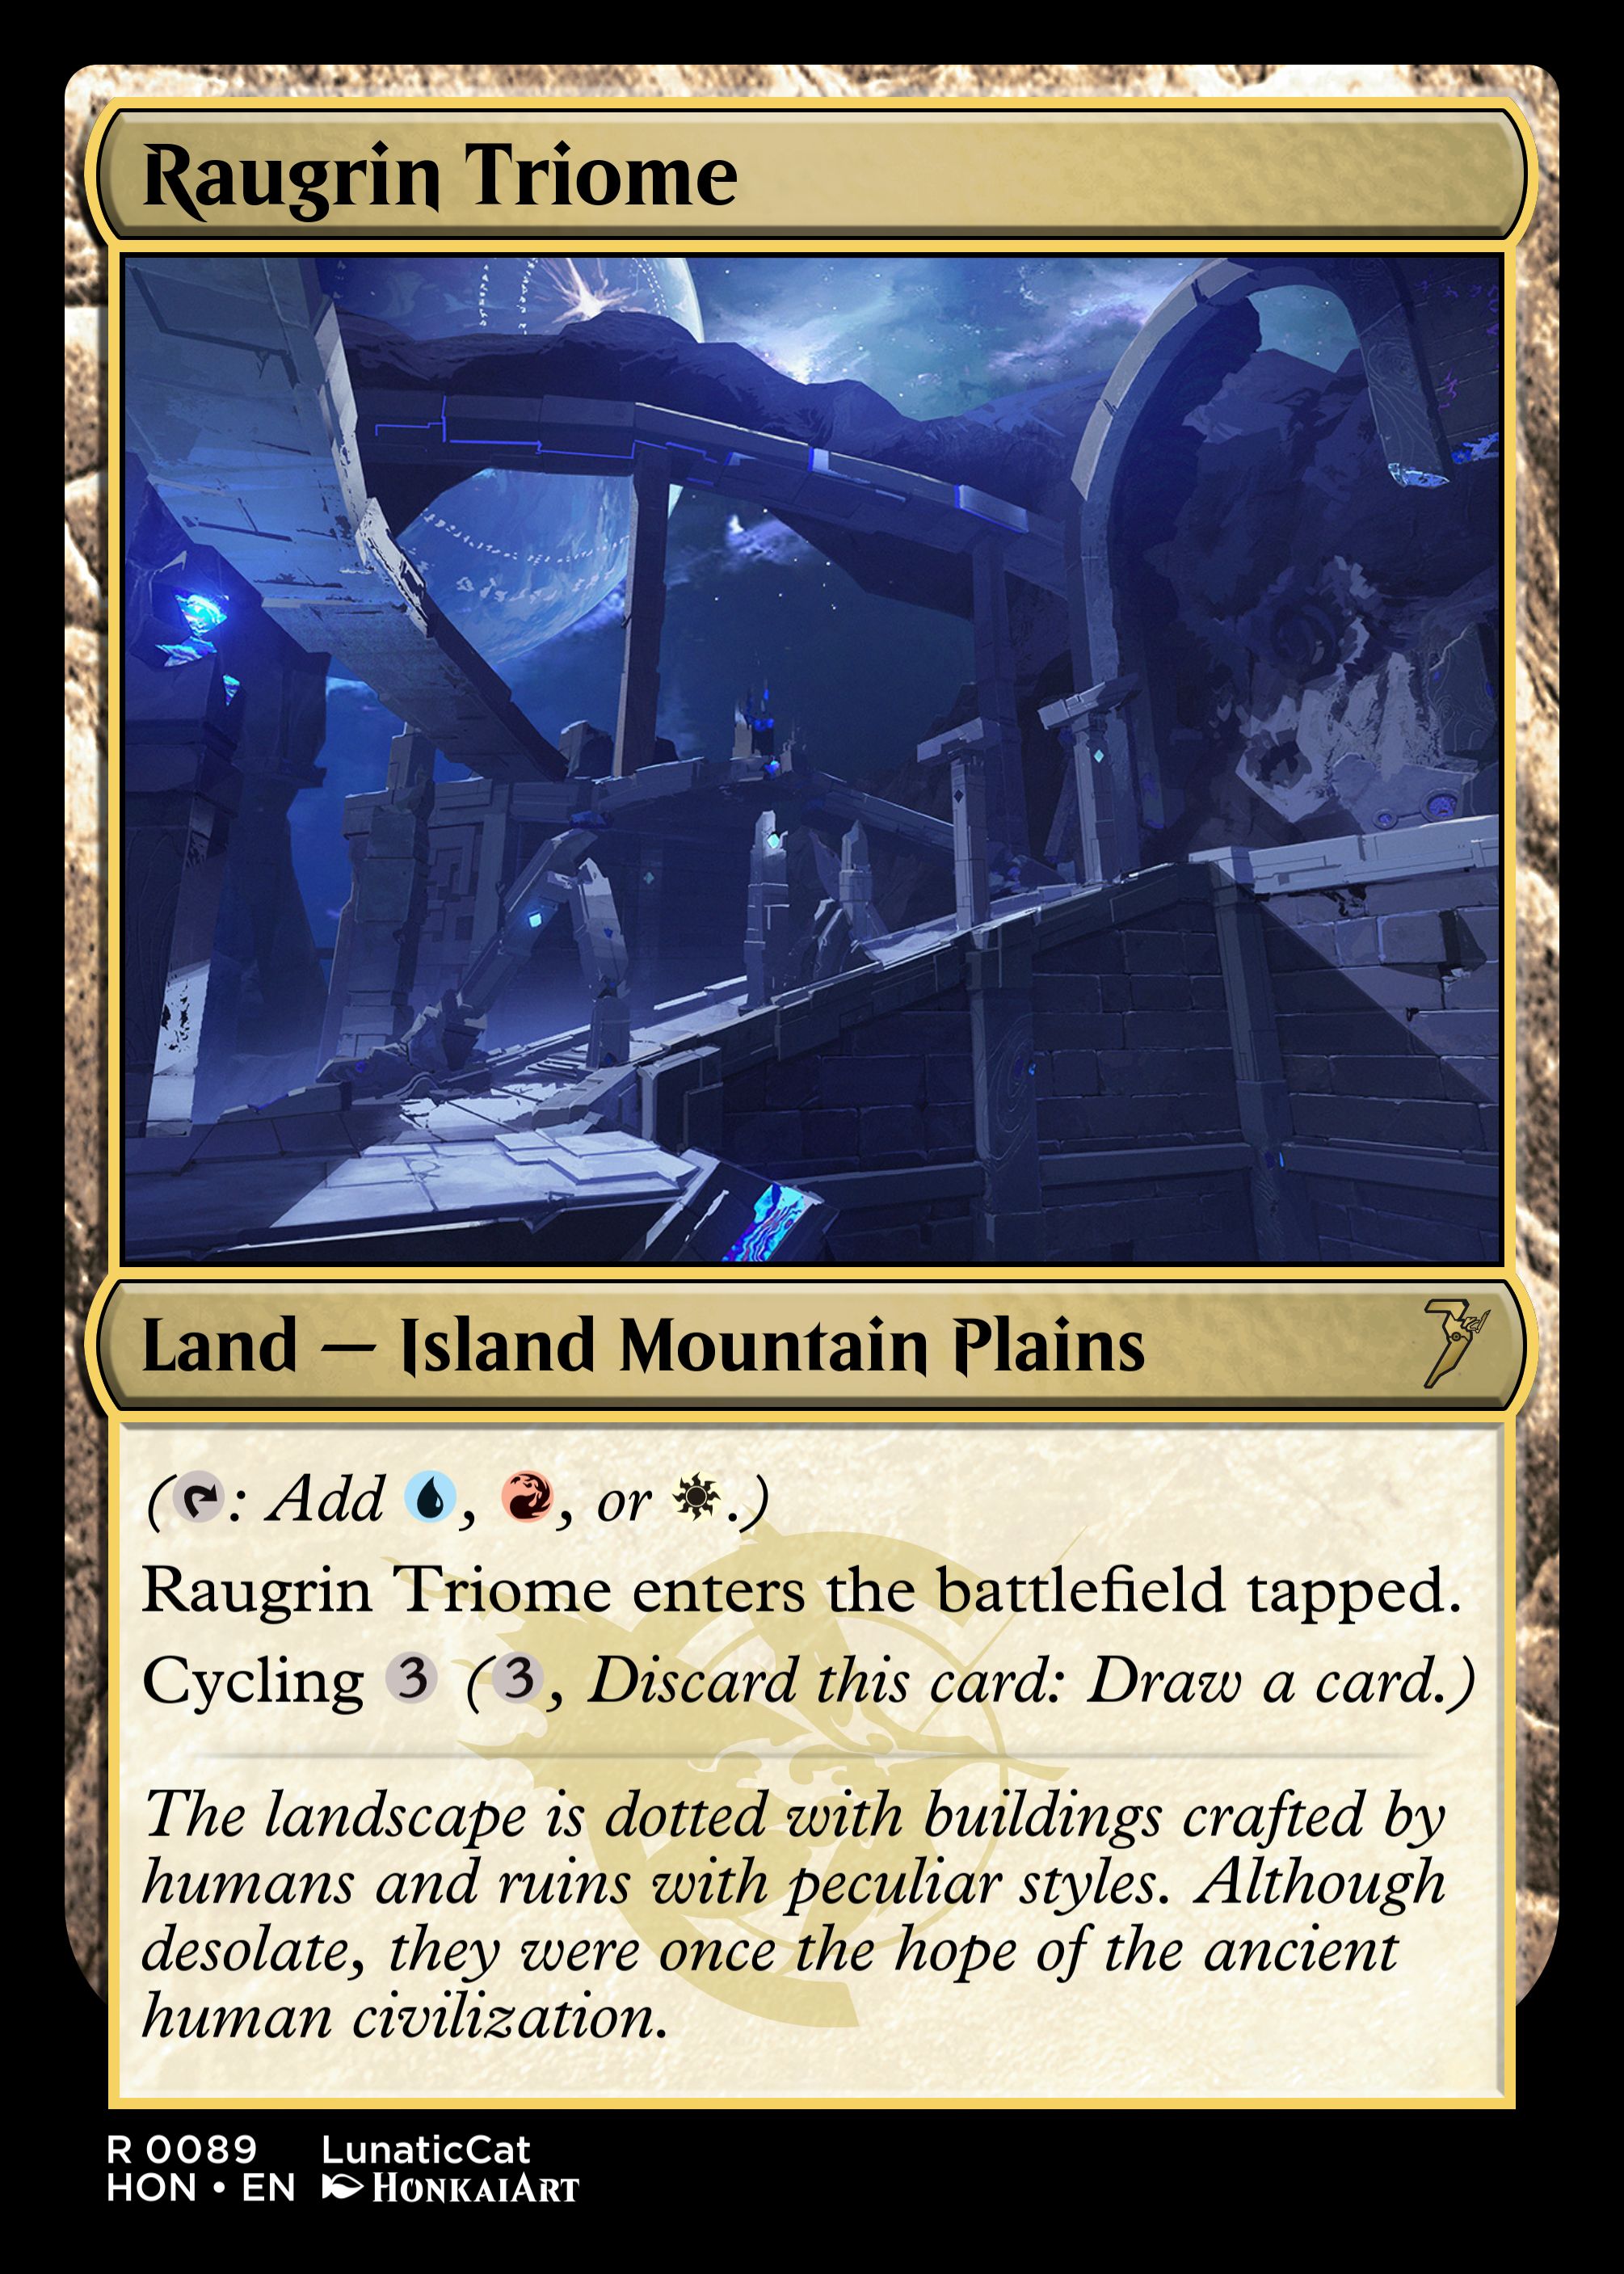 Raugrin Triome
Land — Island Mountain Plains
(: Add , , or .)
Raugrin Triome enters the battlefield tapped.
Cycling 3 (3, Discard this card: Draw a card.)
The landscape is dotted with buildings crafted by
humans and ruins with peculiar styles. Although
desolate, they were once the hope of the ancient
human civilization.
R 0089 LunaticCat
HON • EN HONKAIART